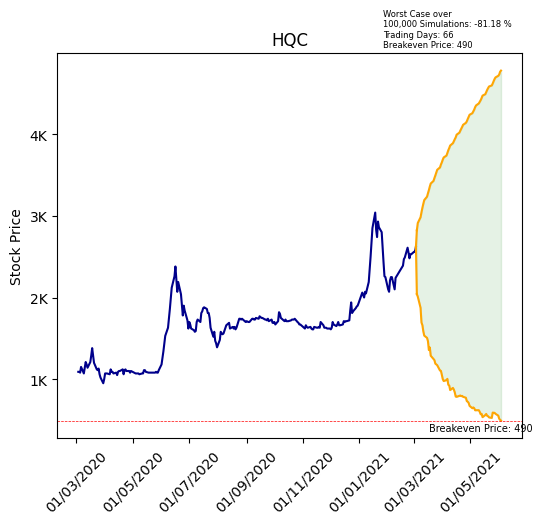 Worst Case over
100,000 Simulations: -81.18 %
Trading Days: 66
Breakeven Price: 490
HQC
Stock Price
4K
3K
2K
1K
Breakeven Price: 490
01/03/2020
01/05/2020
01/07/2020
01/09/2020
01/11/2020
01/01/2021
01/03/2021
01/05/2021